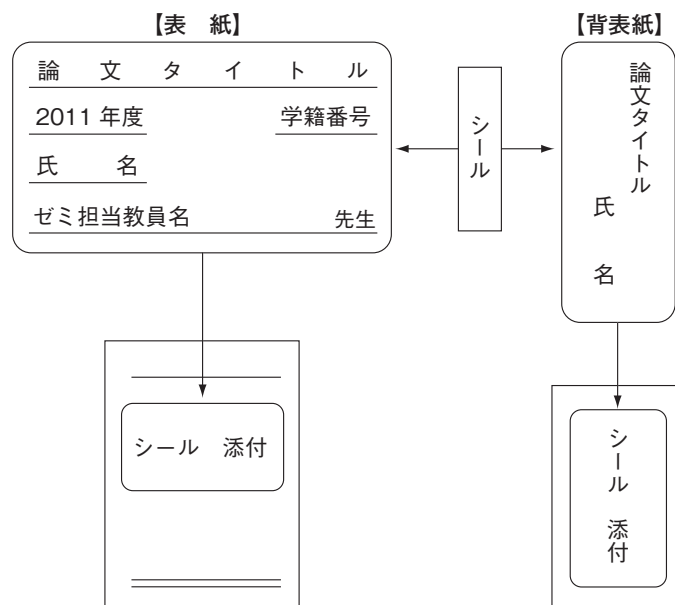 【表　紙】
論文タイトル
2011 年度　学籍番号
氏　名
ゼミ担当教員名　先生
シール
【背表紙】
論文タイトル
氏　名
シール　添付
シール　添付